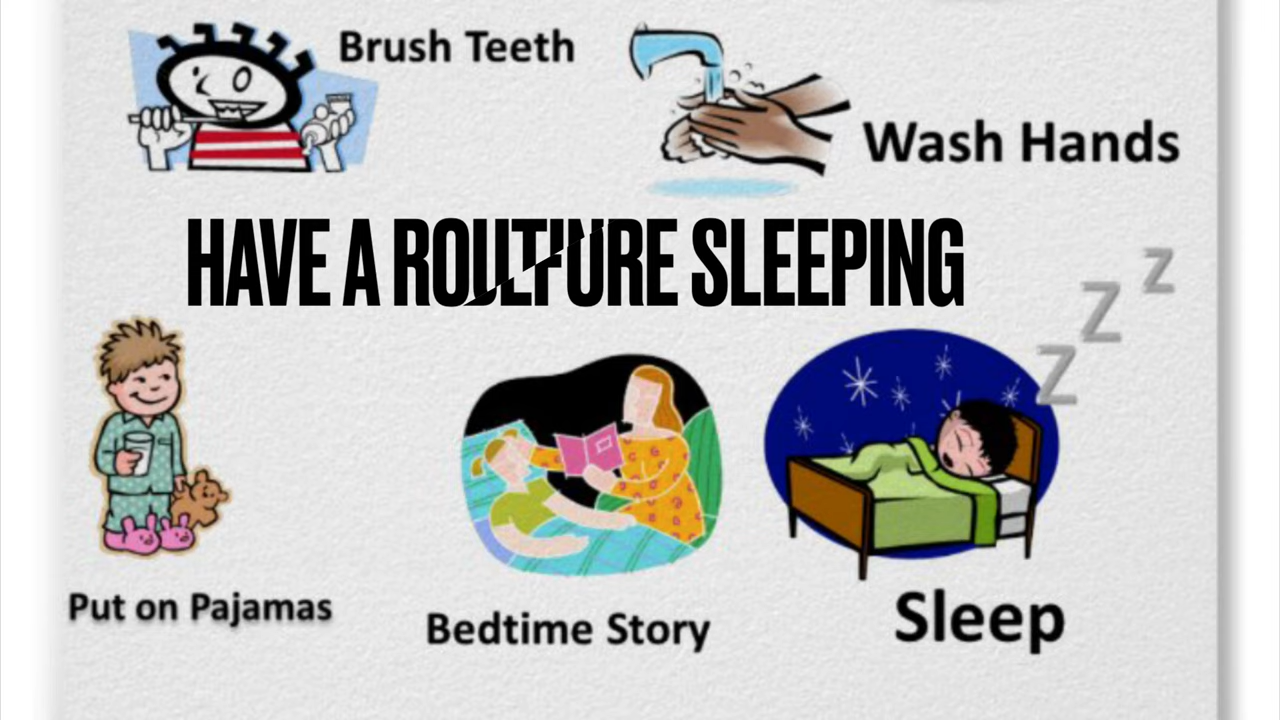 Brush Teeth
Wash Hands
HAVE A SLEEPING
z
Z
Z
Put on Pajamas
Bedtime Story
Sleep